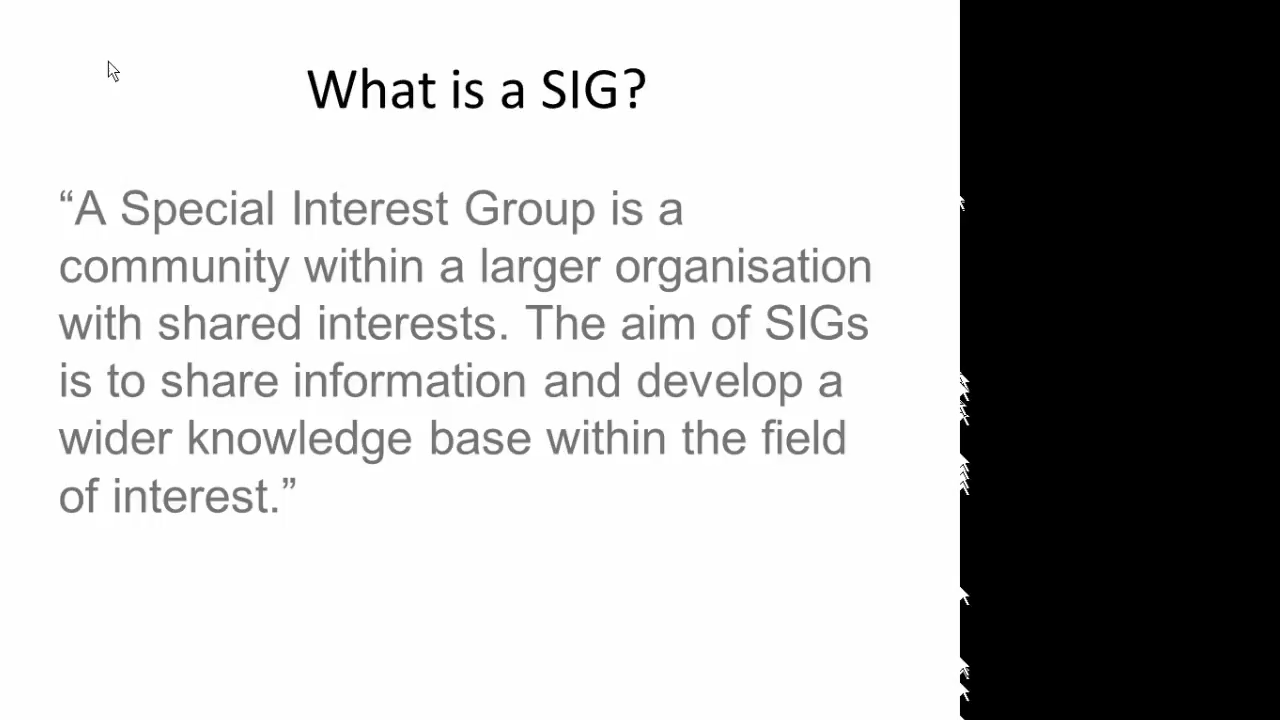 What is a SIG?
“A Special Interest Group is a
community within a larger organisation
with shared interests. The aim of SIGs
is to share information and develop a
wider knowledge base within the field
of interest.”